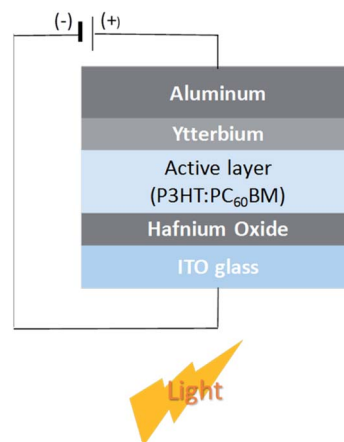 (-) (+)
Aluminum
Ytterbium
Active layer
(P3HT:PC₆₀BM)
Hafnium Oxide
ITO glass
Light